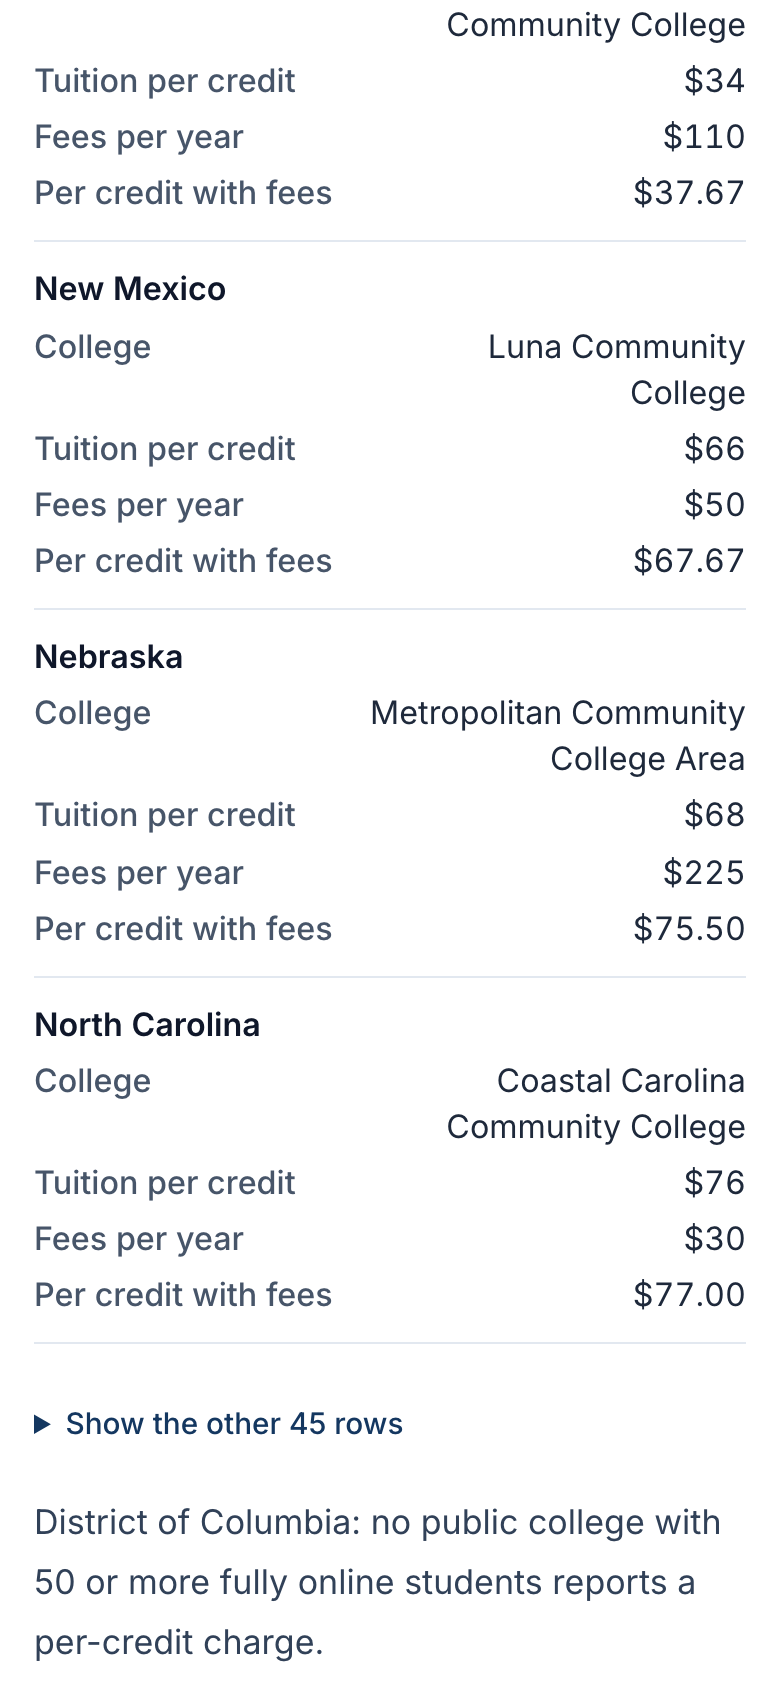 Community College
Tuition per credit $34
Fees per year $110
Per credit with fees $37.67
New Mexico
College Luna Community
College
Tuition per credit $66
Fees per year $50
Per credit with fees $67.67
Nebraska
College Metropolitan Community
College Area
Tuition per credit $68
Fees per year $225
Per credit with fees $75.50
North Carolina
College Coastal Carolina
Community College
Tuition per credit $76
Fees per year $30
Per credit with fees $77.00
Show the other 45 rows
District of Columbia: no public college with
50 or more fully online students reports a
per-credit charge.